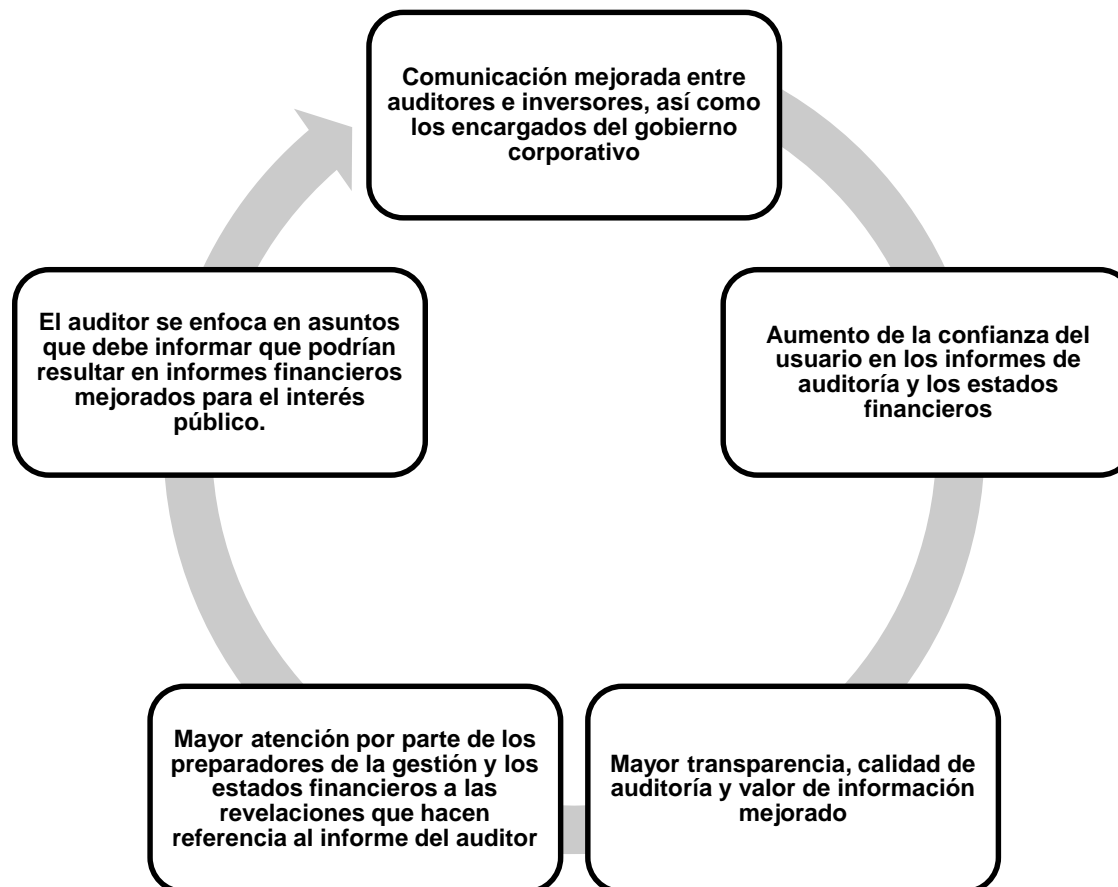 Comunicación mejorada entre
auditores e inversores, así como
los encargados del gobierno
corporativo
Aumento de la confianza del
usuario en los informes de
auditoría y los estados
financieros
Mayor transparencia, calidad de
auditoría y valor de información
mejorado
Mayor atención por parte de los
preparadores de la gestión y los
estados financieros a las
revelaciones que hacen
referencia al informe del auditor
El auditor se enfoca en asuntos
que debe informar que podrían
resultar en informes financieros
mejorados para el interés
público.